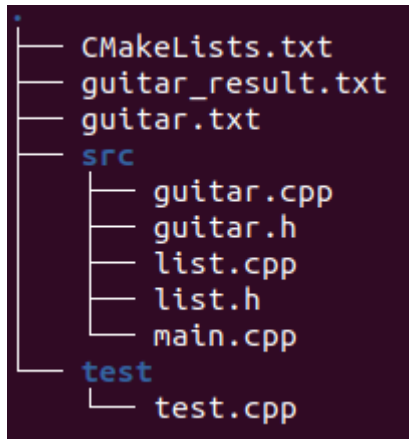 .
CMakeLists.txt
guitar_result.txt
guitar.txt
src
guitar.cpp
guitar.h
list.cpp
list.h
main.cpp
test
test.cpp